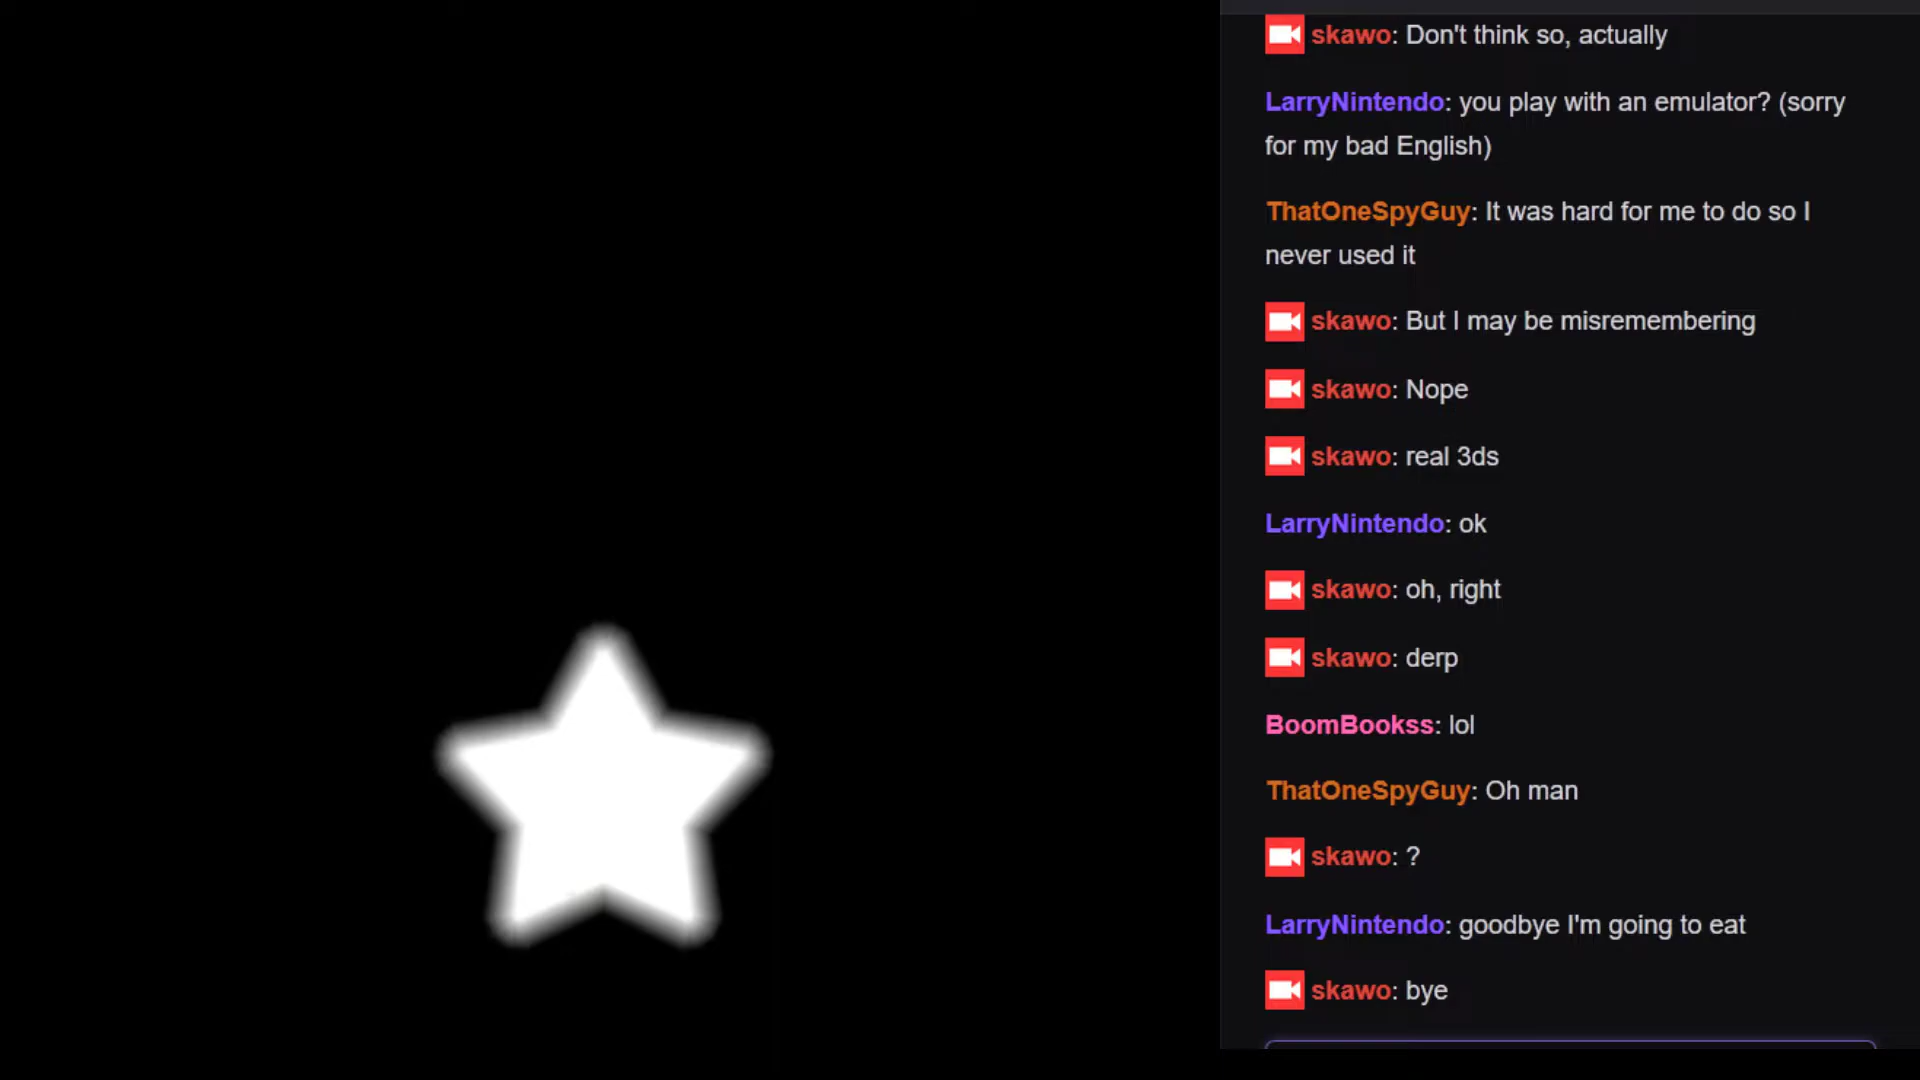 skawo: Don't think so, actually
LarryNintendo: you play with an emulator? (sorry
for my bad English)
ThatOneSpyGuy: It was hard for me to do so I
never used it
skawo: But I may be misremembering
skawo: Nope
skawo: real 3ds
LarryNintendo: ok
skawo: oh, right
skawo: derp
BoomBookss: lol
ThatOneSpyGuy: Oh man
skawo: ?
LarryNintendo: goodbye I'm going to eat
skawo: bye